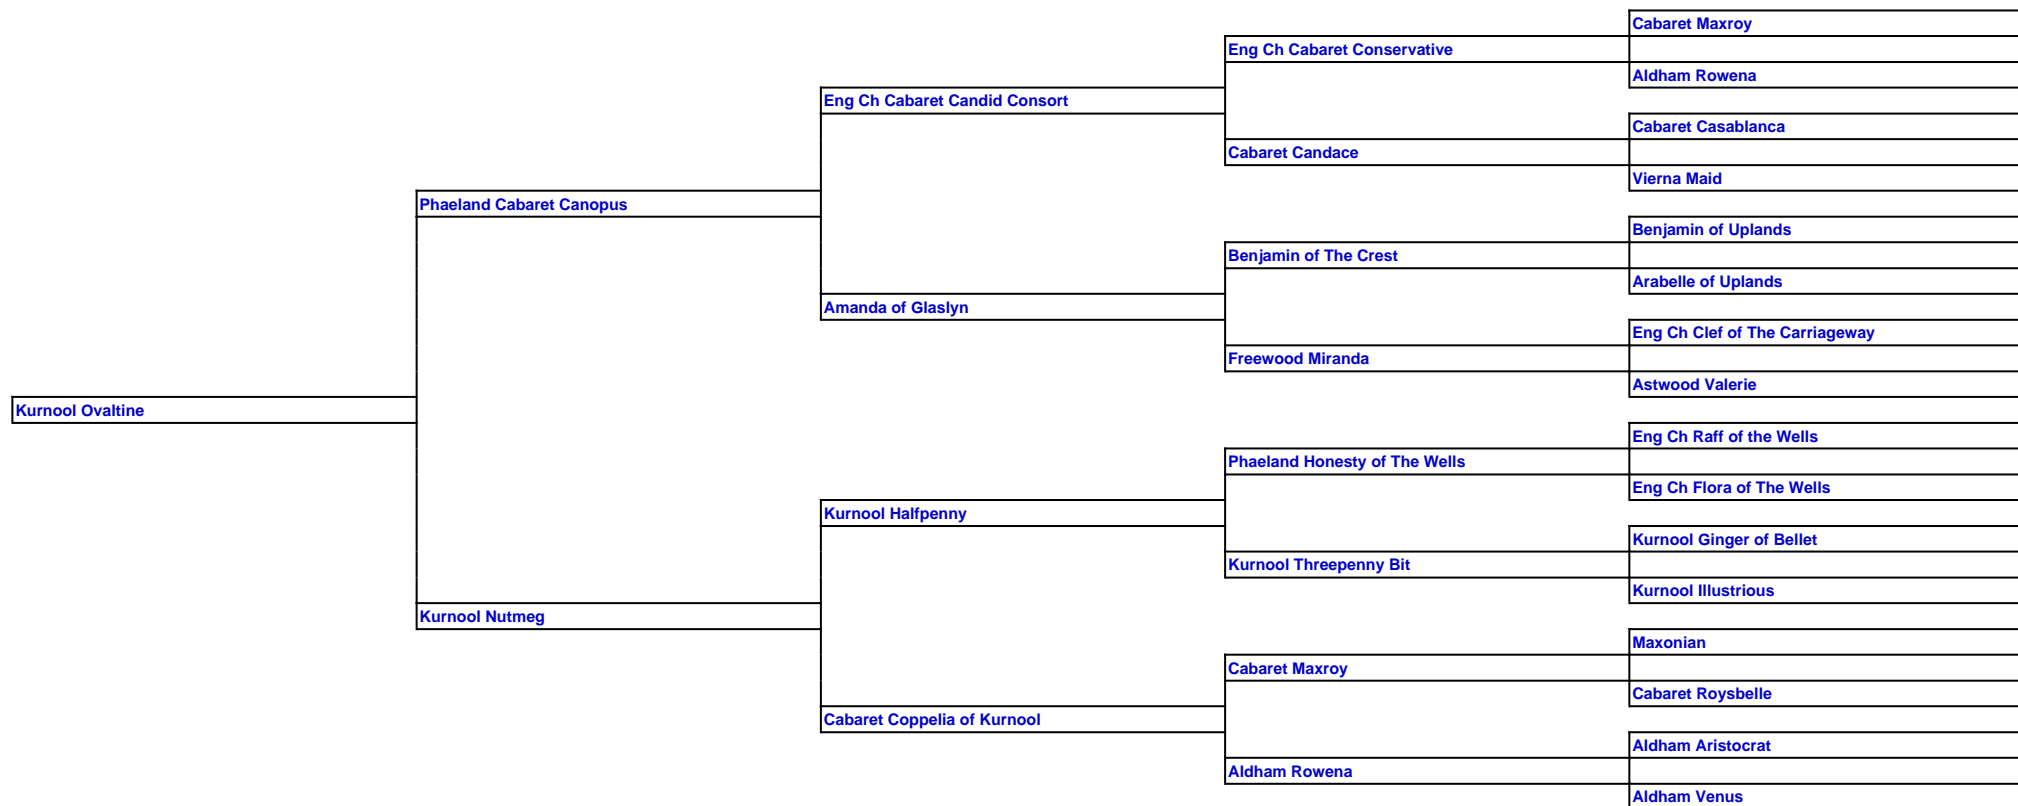 Cabaret Maxroy
Eng Ch Cabaret Conservative
Aldham Rowena
Eng Ch Cabaret Candid Consort
Cabaret Casablanca
Cabaret Candace
Vierna Maid
Phaeland Cabaret Canopus
Benjamin of Uplands
Benjamin of The Crest
Arabelle of Uplands
Amanda of Glaslyn
Eng Ch Clef of The Carriageway
Freewood Miranda
Astwood Valerie
Kurnool Ovaltine
Eng Ch Raff of the Wells
Phaeland Honesty of The Wells
Eng Ch Flora of The Wells
Kurnool Halfpenny
Kurnool Ginger of Bellet
Kurnool Threepenny Bit
Kurnool Illustrious
Kurnool Nutmeg
Maxonian
Cabaret Maxroy
Cabaret Roysbelle
Cabaret Coppelia of Kurnool
Aldham Aristocrat
Aldham Rowena
Aldham Venus